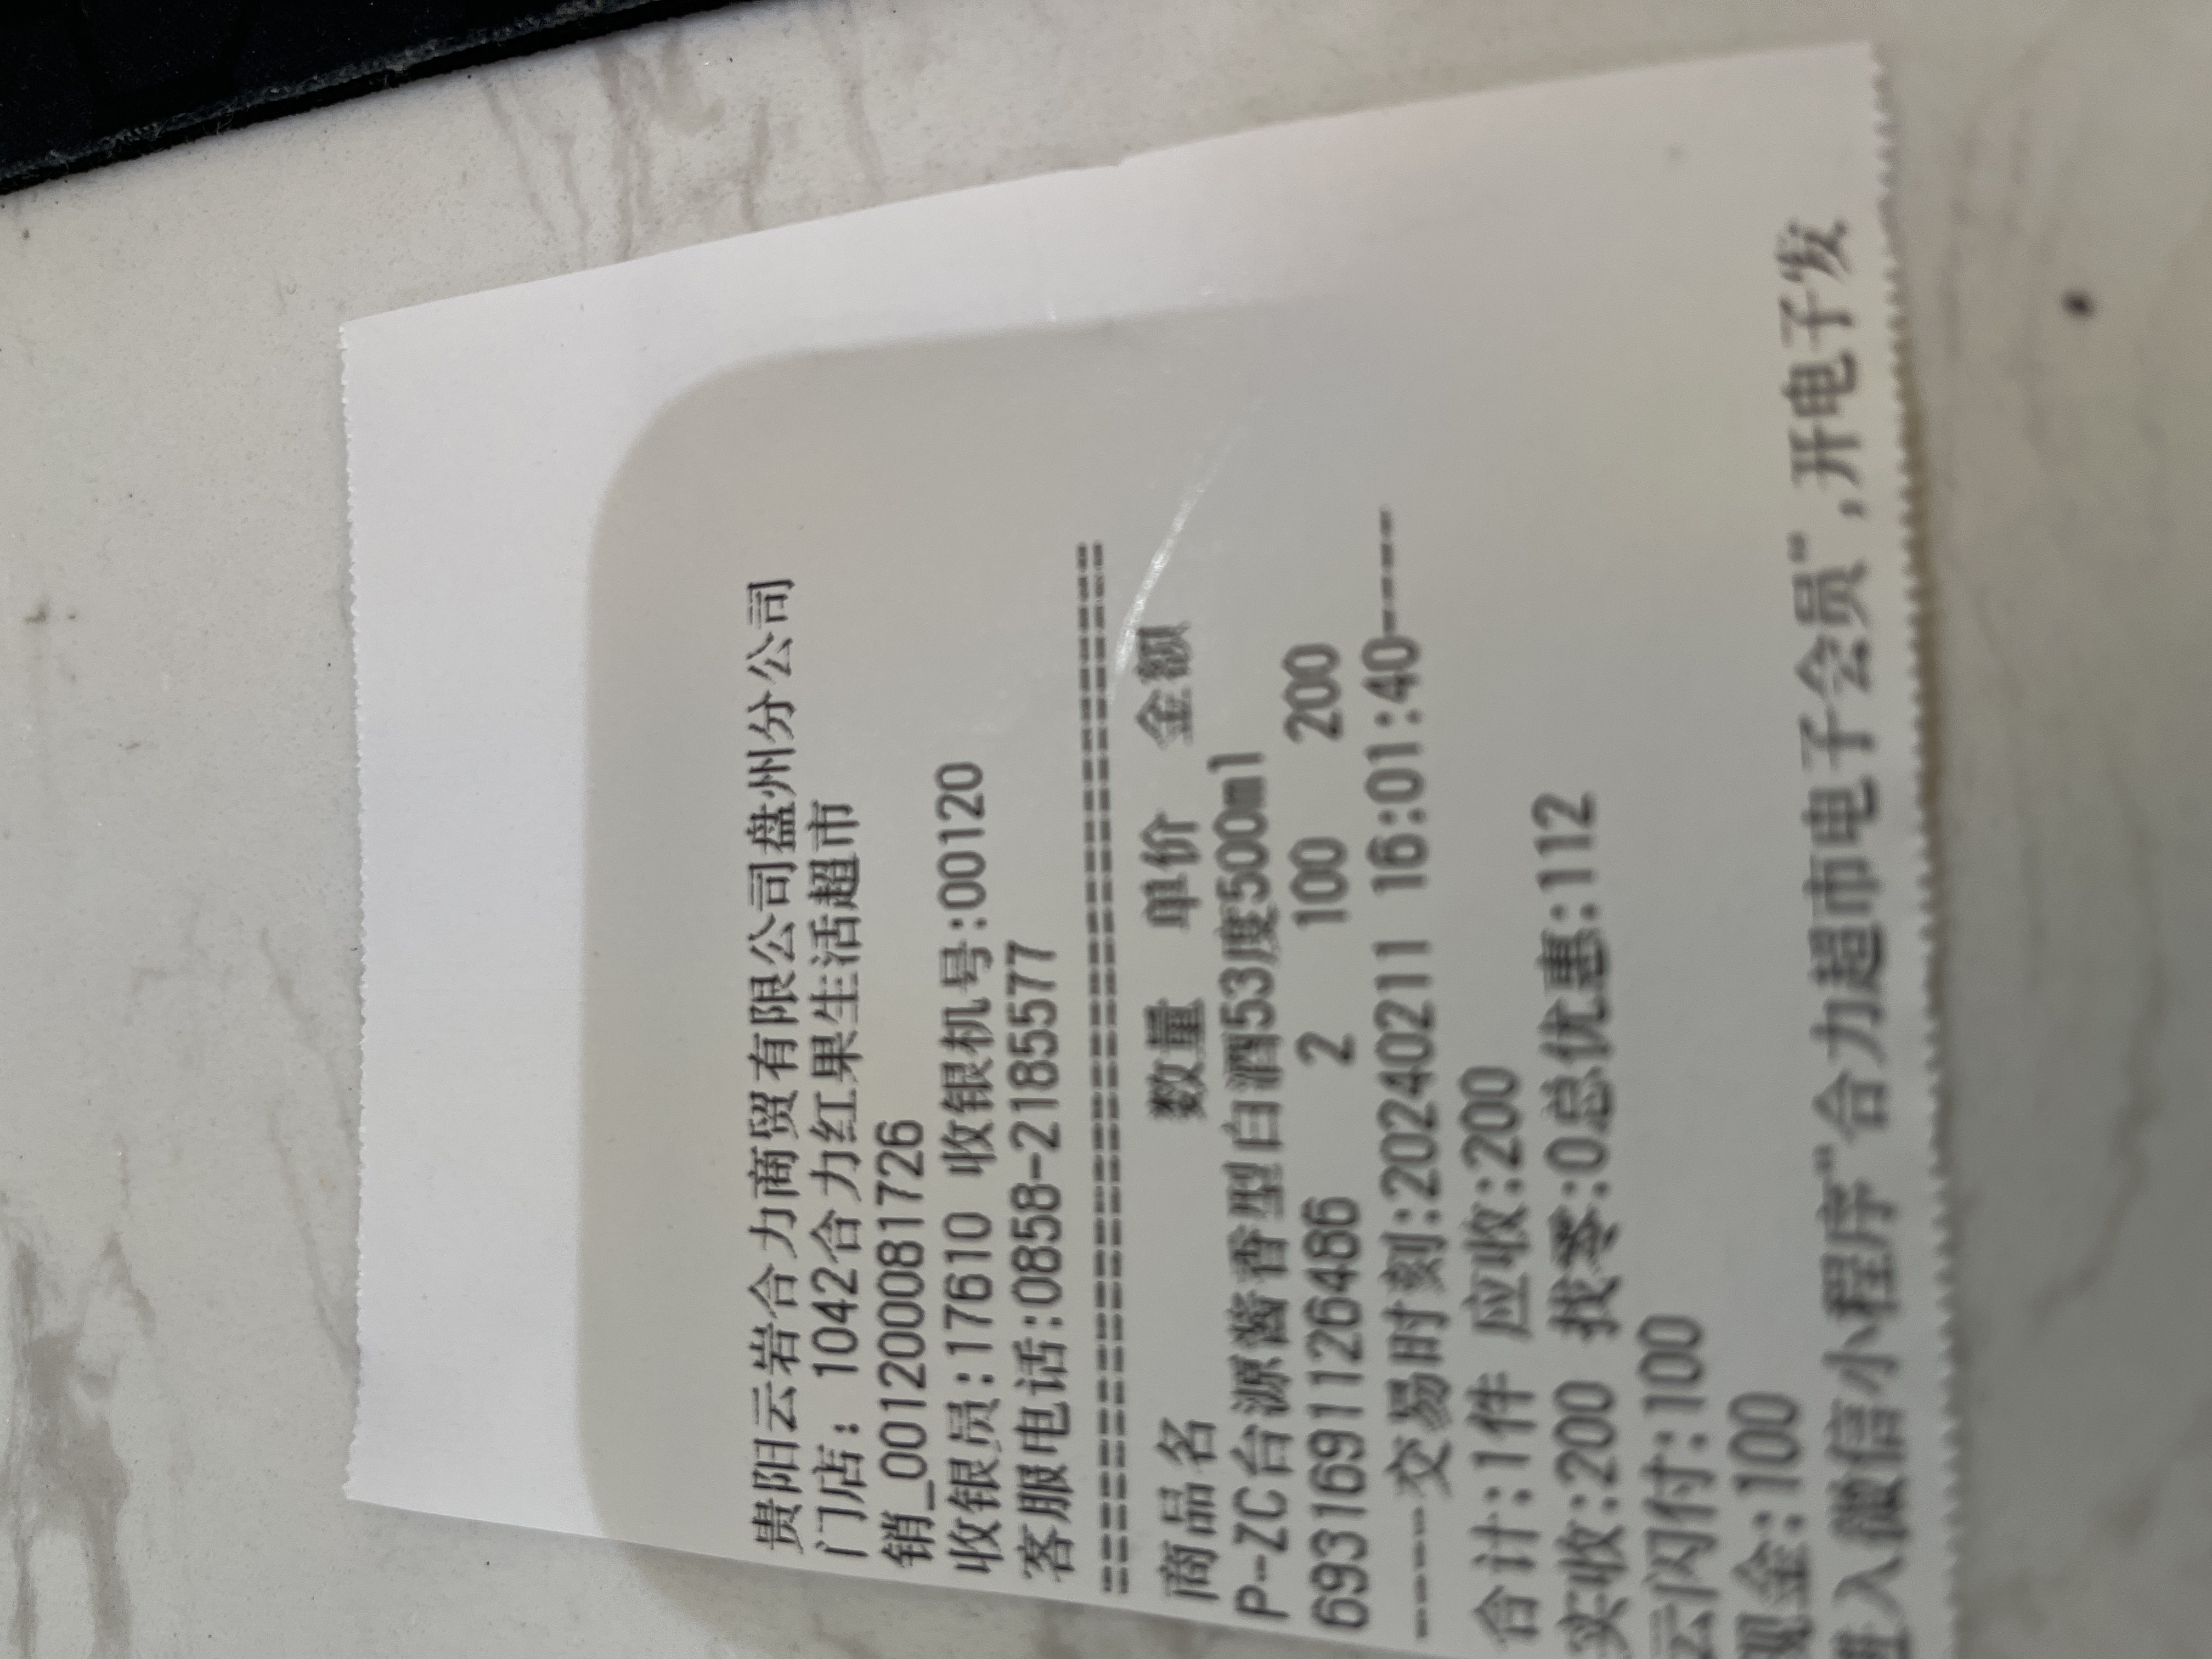 贵阳云岩合力商贸有限公司盘州分公司
门店：1042合力红果生活超市
销_00120008​1726
收银员:17610 收银机号:00120
客服电话:0858-2185577
================================
商品名 数量 单价 金额
P-ZC台源酱香型白酒53度500ml
6931691126486 2 100 200
----交易时刻:20240211 16:01:40----
合计:1件 应收:200
实收:200 找零:0总优惠:112
云闪付:100
现金:100
进入微信小程序"合力超市电子会员",开电子发